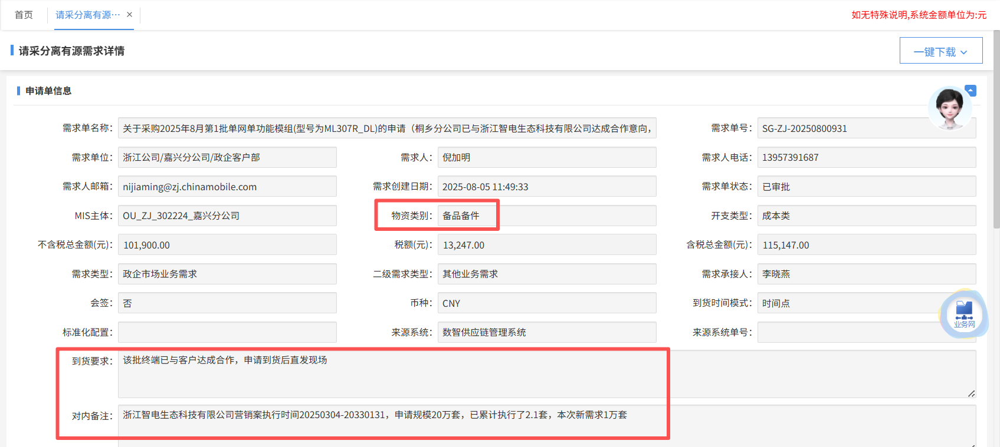 首页 请采分离有源··· × 如无特殊说明,系统金额单位为:元
请采分离有源需求详情 一键下载
申请单信息
需求单名称： 关于采购2025年8月第1批单网单功能模组(型号为ML307R_DL)的申请（桐乡分公司已与浙江智电生态科技有限公司达成合作意向， 需求单号： SG-ZJ-20250800931
需求单位： 浙江公司/嘉兴分公司/政企客户部 需求人： 倪加明 需求人电话： 13957391687
需求人邮箱： nijiaming@zj.chinamobile.com 需求创建日期： 2025-08-05 11:49:33 需求单状态： 已审批
MIS主体： OU_ZJ_302224_嘉兴分公司 物资类别： 备品备件 开支类型： 成本类
不含税总金额(元)： 101,900.00 税额(元)： 13,247.00 含税总金额(元)： 115,147.00
需求类型： 政企市场业务需求 二级需求类型： 其他业务需求 需求承接人： 李晓燕
会签： 否 币种： CNY 到货时间模式： 时间点
业务网
标准化配置： 来源系统： 数智供应链管理系统 来源系统单号：
到货要求： 该批终端已与客户达成合作，申请到货后直发现场
对内备注： 浙江智电生态科技有限公司营销案执行时间20250304-20330131，申请规模20万套，已累计执行了2.1套，本次新需求1万套